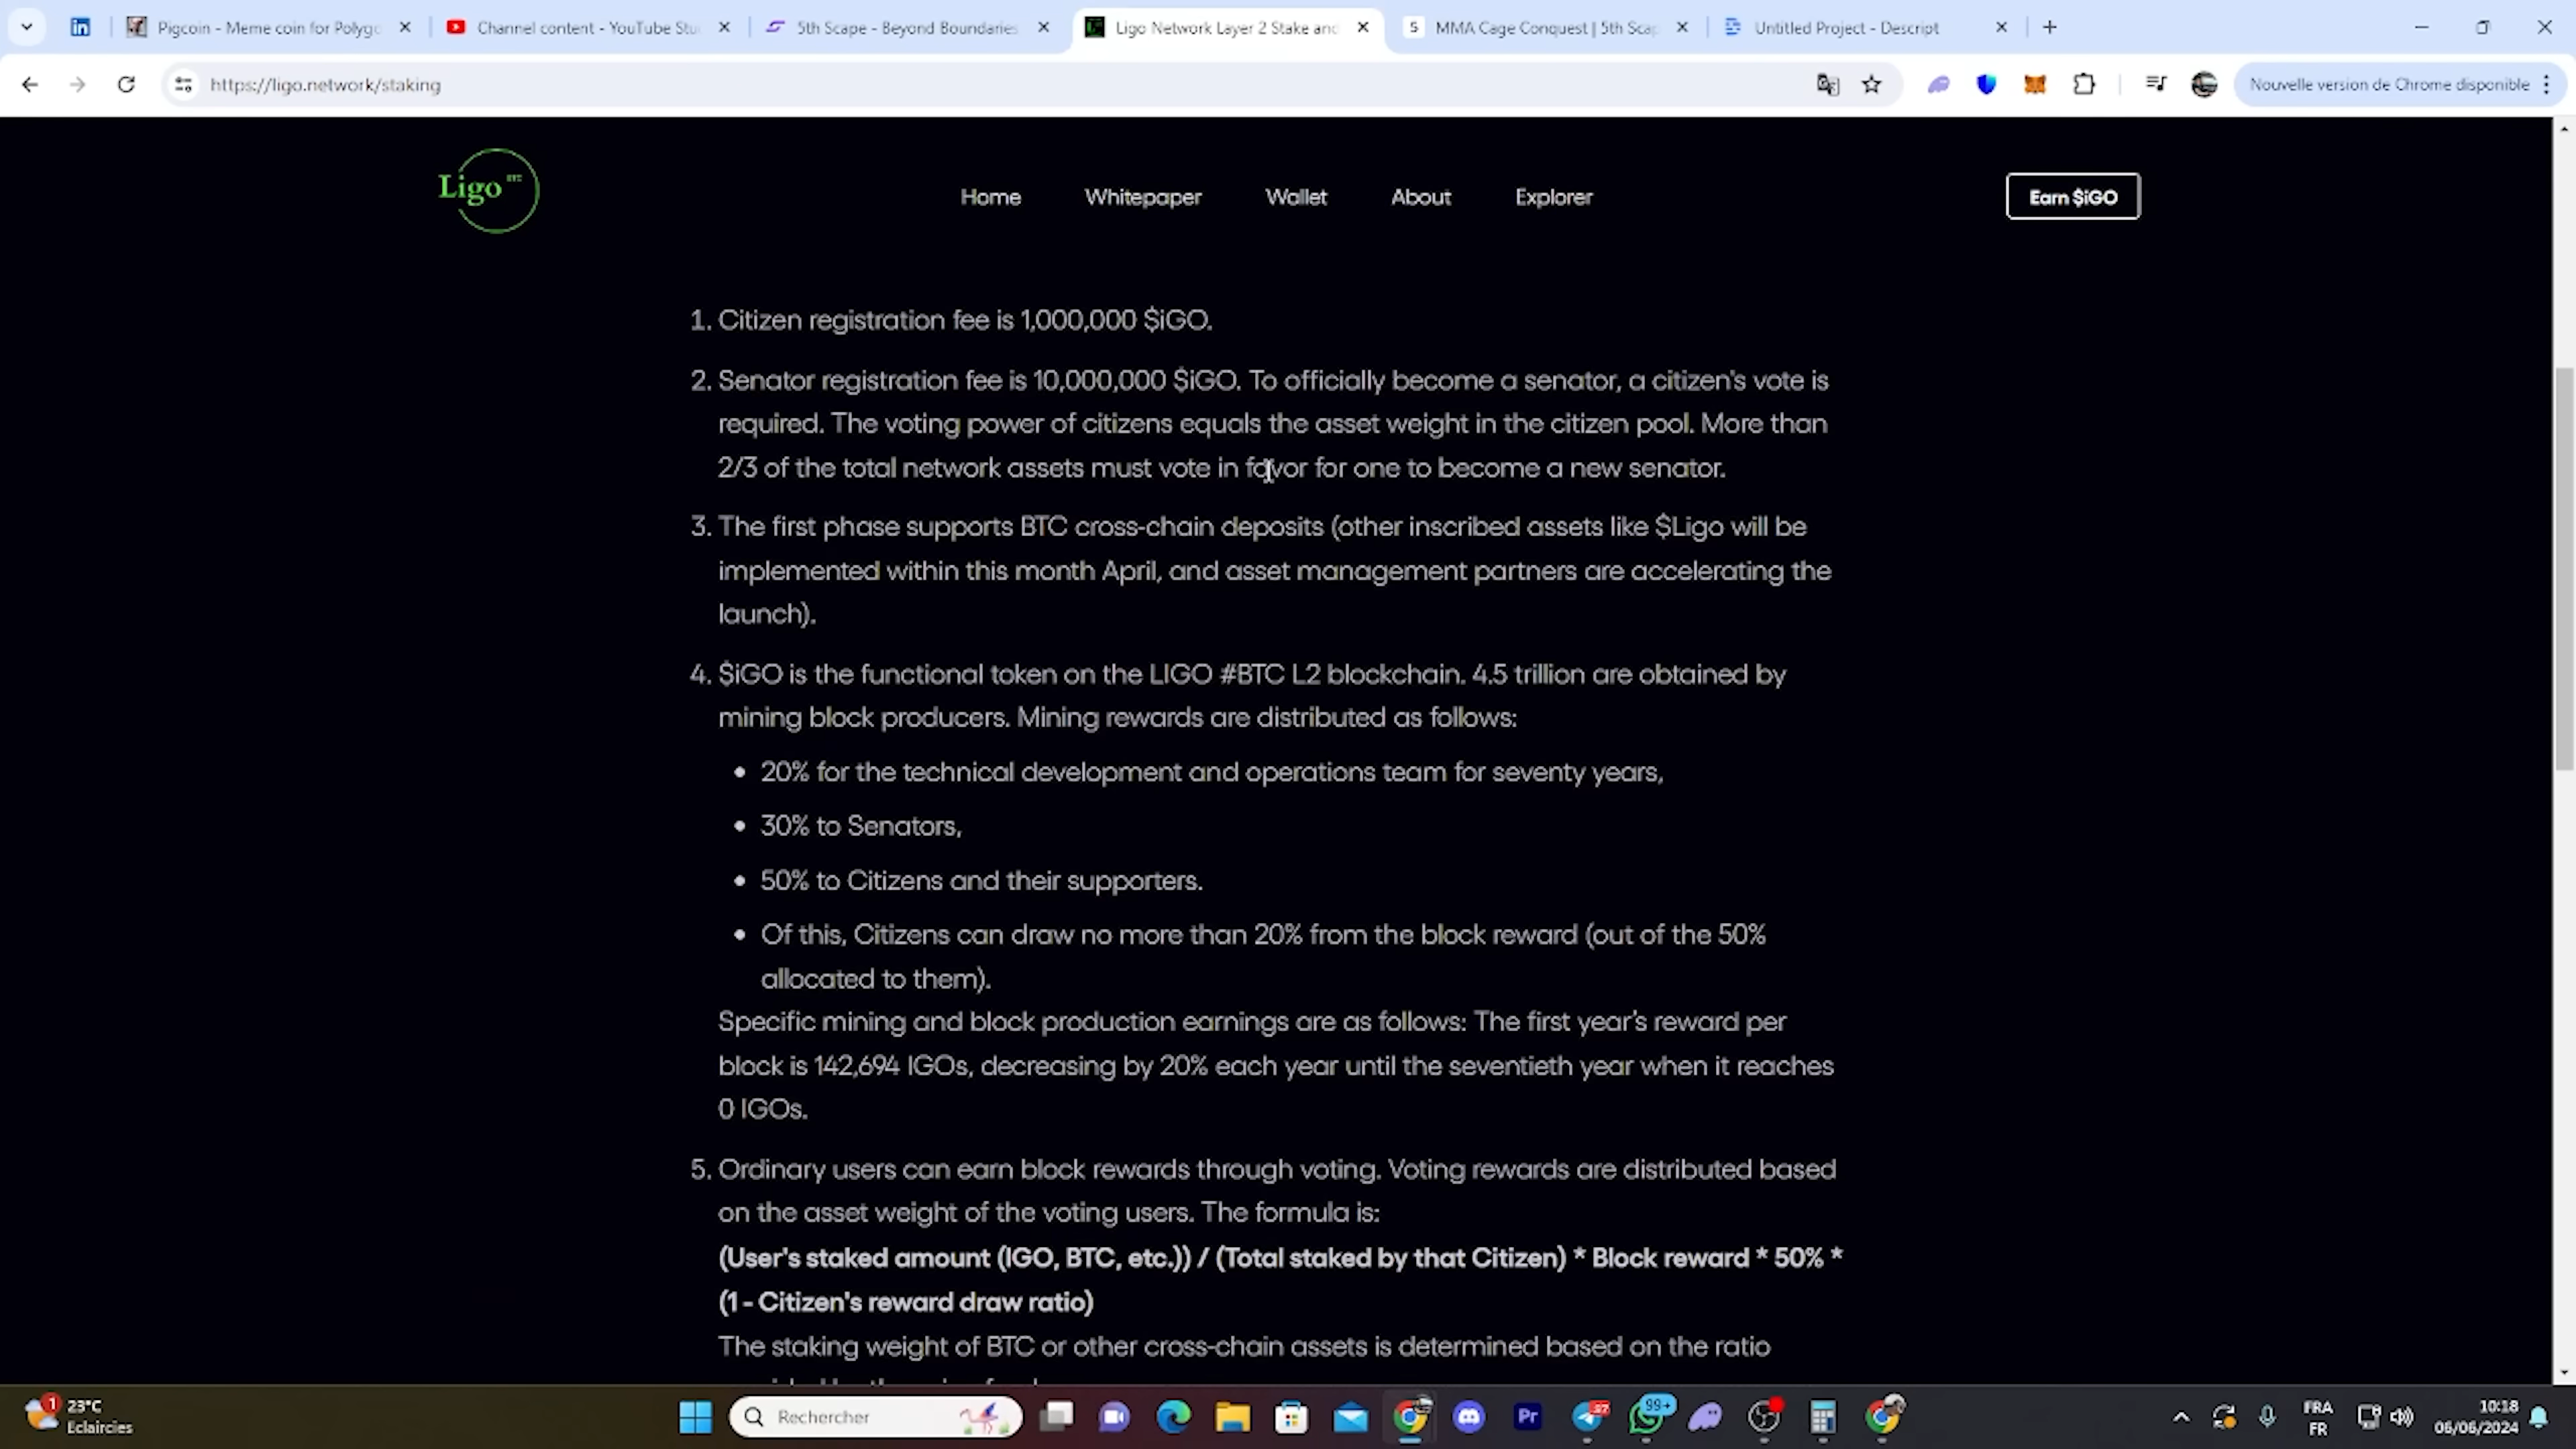 Pigcoin - Meme coin for Polygo
Channel content - YouTube Stu
5th Scape - Beyond Boundaries
Ligo Network Layer 2 Stake and
MMA Cage Conquest | 5th Scap
Untitled Project - Descript
https://ligo.network/staking
Nouvelle version de Chrome disponible
Ligo BTC
Home
Whitepaper
Wallet
About
Explorer
Earn $iGO
1. Citizen registration fee is 1,000,000 $iGO.
2. Senator registration fee is 10,000,000 $iGO. To officially become a senator, a citizen's vote is
required. The voting power of citizens equals the asset weight in the citizen pool. More than
2/3 of the total network assets must vote in favor for one to become a new senator.
3. The first phase supports BTC cross-chain deposits (other inscribed assets like $Ligo will be
implemented within this month April, and asset management partners are accelerating the
launch).
4. $iGO is the functional token on the LIGO #BTC L2 blockchain. 4.5 trillion are obtained by
mining block producers. Mining rewards are distributed as follows:
• 20% for the technical development and operations team for seventy years,
• 30% to Senators,
• 50% to Citizens and their supporters.
• Of this, Citizens can draw no more than 20% from the block reward (out of the 50%
allocated to them).
Specific mining and block production earnings are as follows: The first year's reward per
block is 142,694 IGOs, decreasing by 20% each year until the seventieth year when it reaches
0 IGOs.
5. Ordinary users can earn block rewards through voting. Voting rewards are distributed based
on the asset weight of the voting users. The formula is:
(User's staked amount (IGO, BTC, etc.)) / (Total staked by that Citizen) * Block reward * 50% *
(1 - Citizen's reward draw ratio)
The staking weight of BTC or other cross-chain assets is determined based on the ratio
1
23°C
Eclaircies
Rechercher
Pr
37
99+
FRA
FR
10:18
06/06/2024